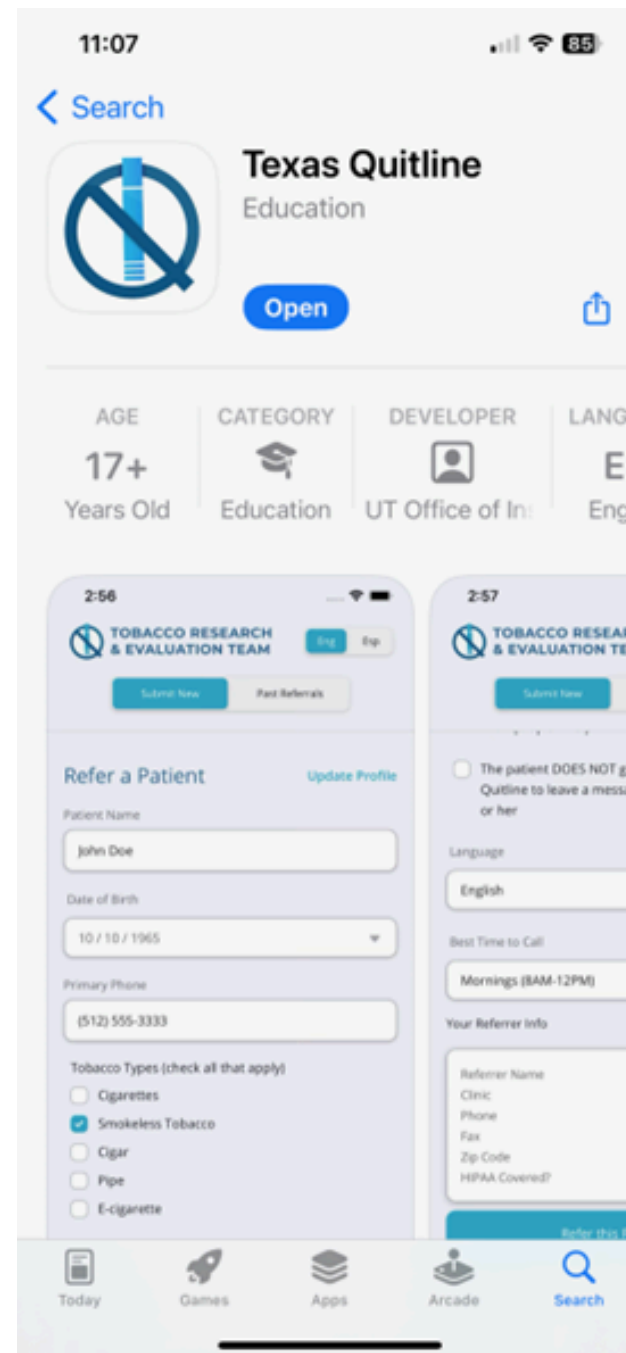 11:07
85
Search
Texas Quitline
Education
Open
AGE
17+
Years Old
CATEGORY
Education
DEVELOPER
UT Office of Ins
LANG
E
Eng
2:56
TOBACCO RESEARCH
& EVALUATION TEAM
Eng Esp
Submit New Past Referrals
Refer a Patient Update Profile
Patient Name
John Doe
Date of Birth
10 / 10 / 1965
Primary Phone
(512) 555-3333
Tobacco Types (check all that apply)
Cigarettes
Smokeless Tobacco
Cigar
Pipe
E-cigarette
2:57
TOBACCO RESEAR
& EVALUATION TE
Submit New
The patient DOES NOT g
Quitline to leave a messa
or her
Language
English
Best Time to Call
Mornings (8AM-12PM)
Your Referrer Info
Referrer Name
Clinic
Phone
Fax
Zip Code
HIPAA Covered?
Refer this
Today Games Apps Arcade Search